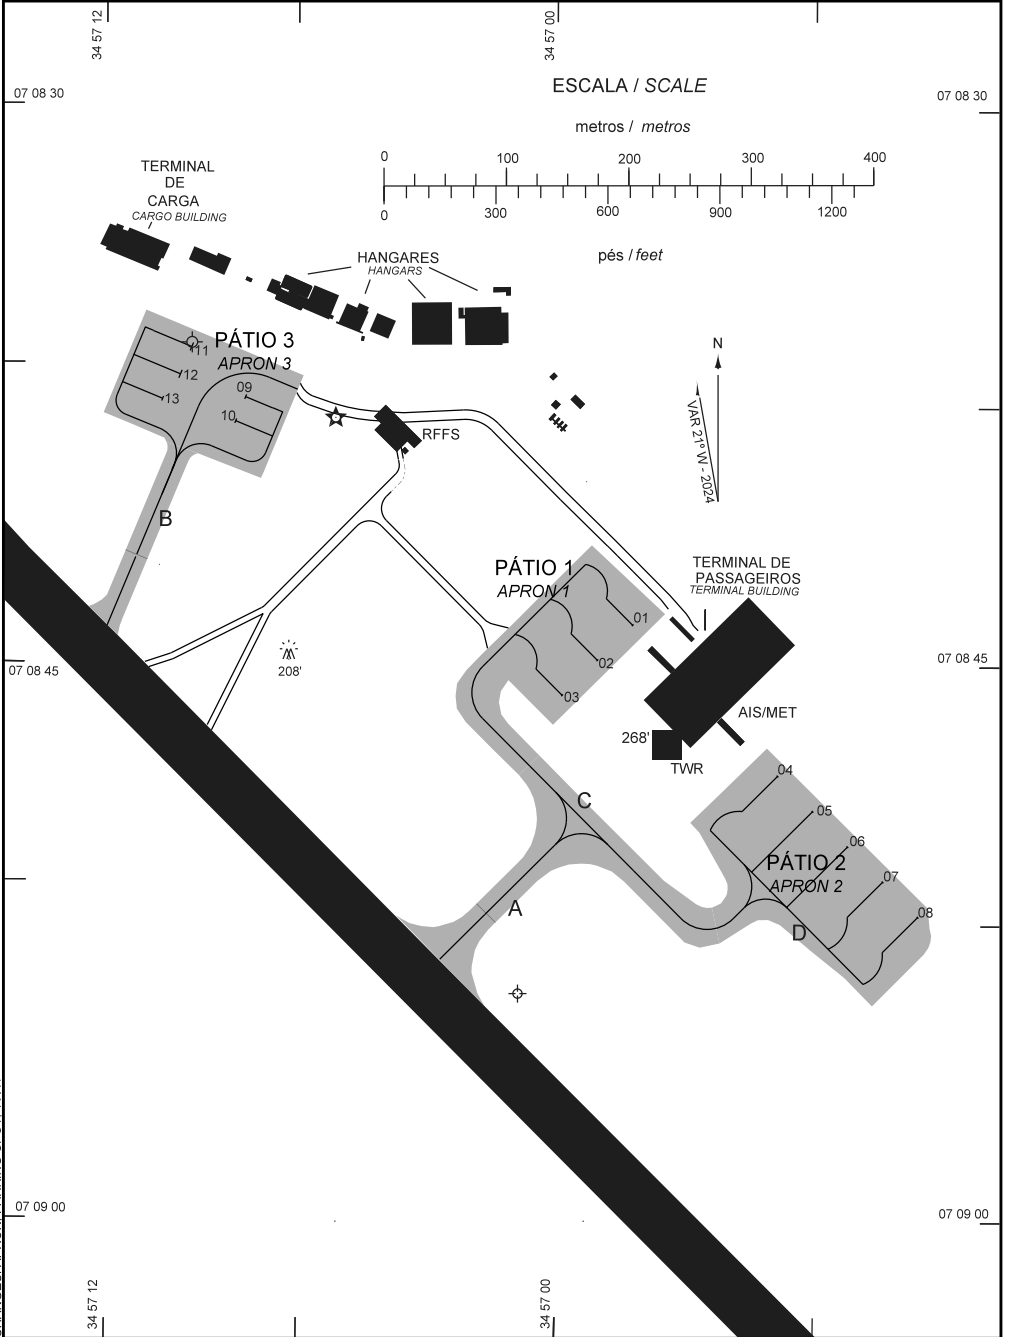 34 57 12
34 57 00
ESCALA / SCALE
07 08 30
07 08 30
metros / metros
0 100 200 300 400
0 300 600 900 1200
pés / feet
TERMINAL
DE
CARGA
CARGO BUILDING
HANGARES
HANGARS
PÁTIO 3
APRON 3
11
12
13
09
10
RFFS
N
VAR 21º W - 2024
B
PÁTIO 1
APRON 1
01
02
03
TERMINAL DE
PASSAGEIROS
TERMINAL BUILDING
07 08 45
07 08 45
208'
AIS/MET
268'
TWR
C
04
05
06
07
08
PÁTIO 2
APRON 2
A
D
07 09 00
07 09 00
34 57 12
34 57 00